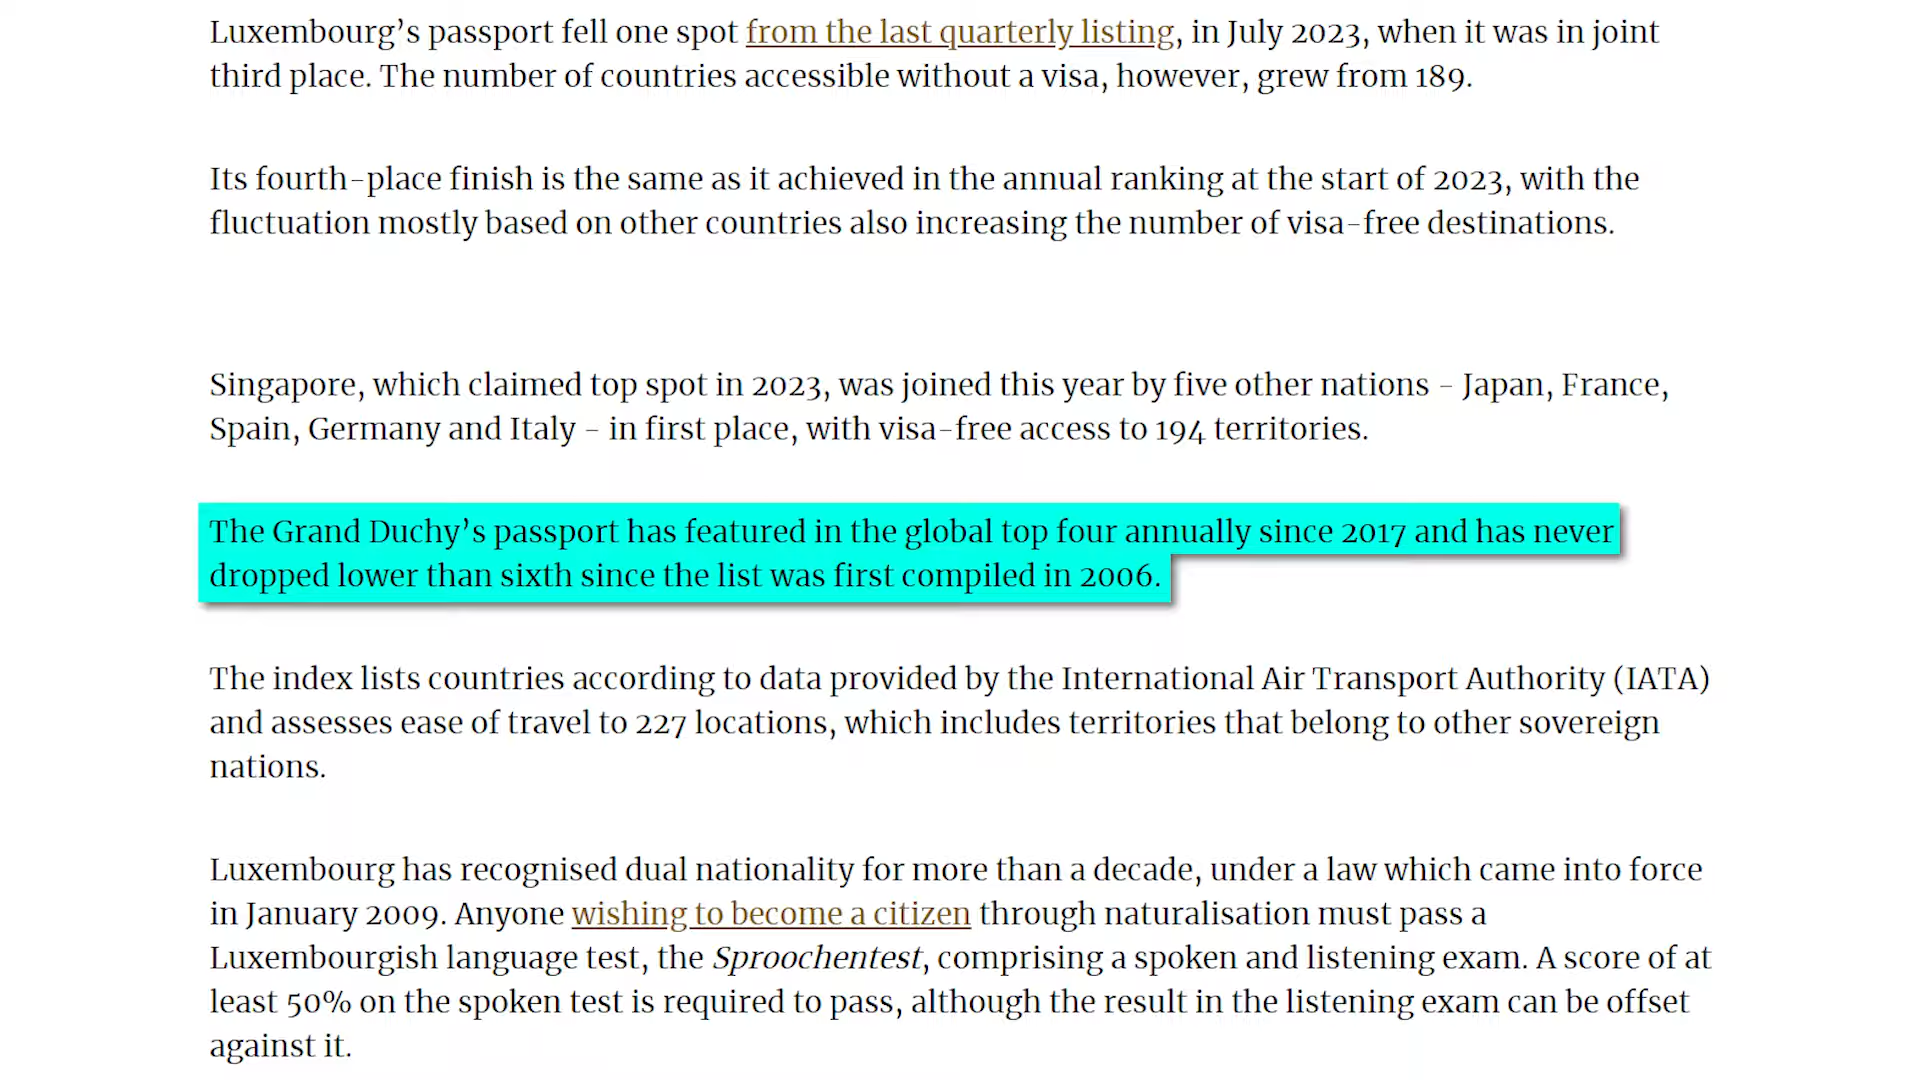 Luxembourg’s passport fell one spot from the last quarterly listing, in July 2023, when it was in joint
third place. The number of countries accessible without a visa, however, grew from 189.
Its fourth-place finish is the same as it achieved in the annual ranking at the start of 2023, with the
fluctuation mostly based on other countries also increasing the number of visa-free destinations.
Singapore, which claimed top spot in 2023, was joined this year by five other nations – Japan, France,
Spain, Germany and Italy – in first place, with visa-free access to 194 territories.
The Grand Duchy’s passport has featured in the global top four annually since 2017 and has never
dropped lower than sixth since the list was first compiled in 2006.
The index lists countries according to data provided by the International Air Transport Authority (IATA)
and assesses ease of travel to 227 locations, which includes territories that belong to other sovereign
nations.
Luxembourg has recognised dual nationality for more than a decade, under a law which came into force
in January 2009. Anyone wishing to become a citizen through naturalisation must pass a
Luxembourgish language test, the Sproochentest, comprising a spoken and listening exam. A score of at
least 50% on the spoken test is required to pass, although the result in the listening exam can be offset
against it.